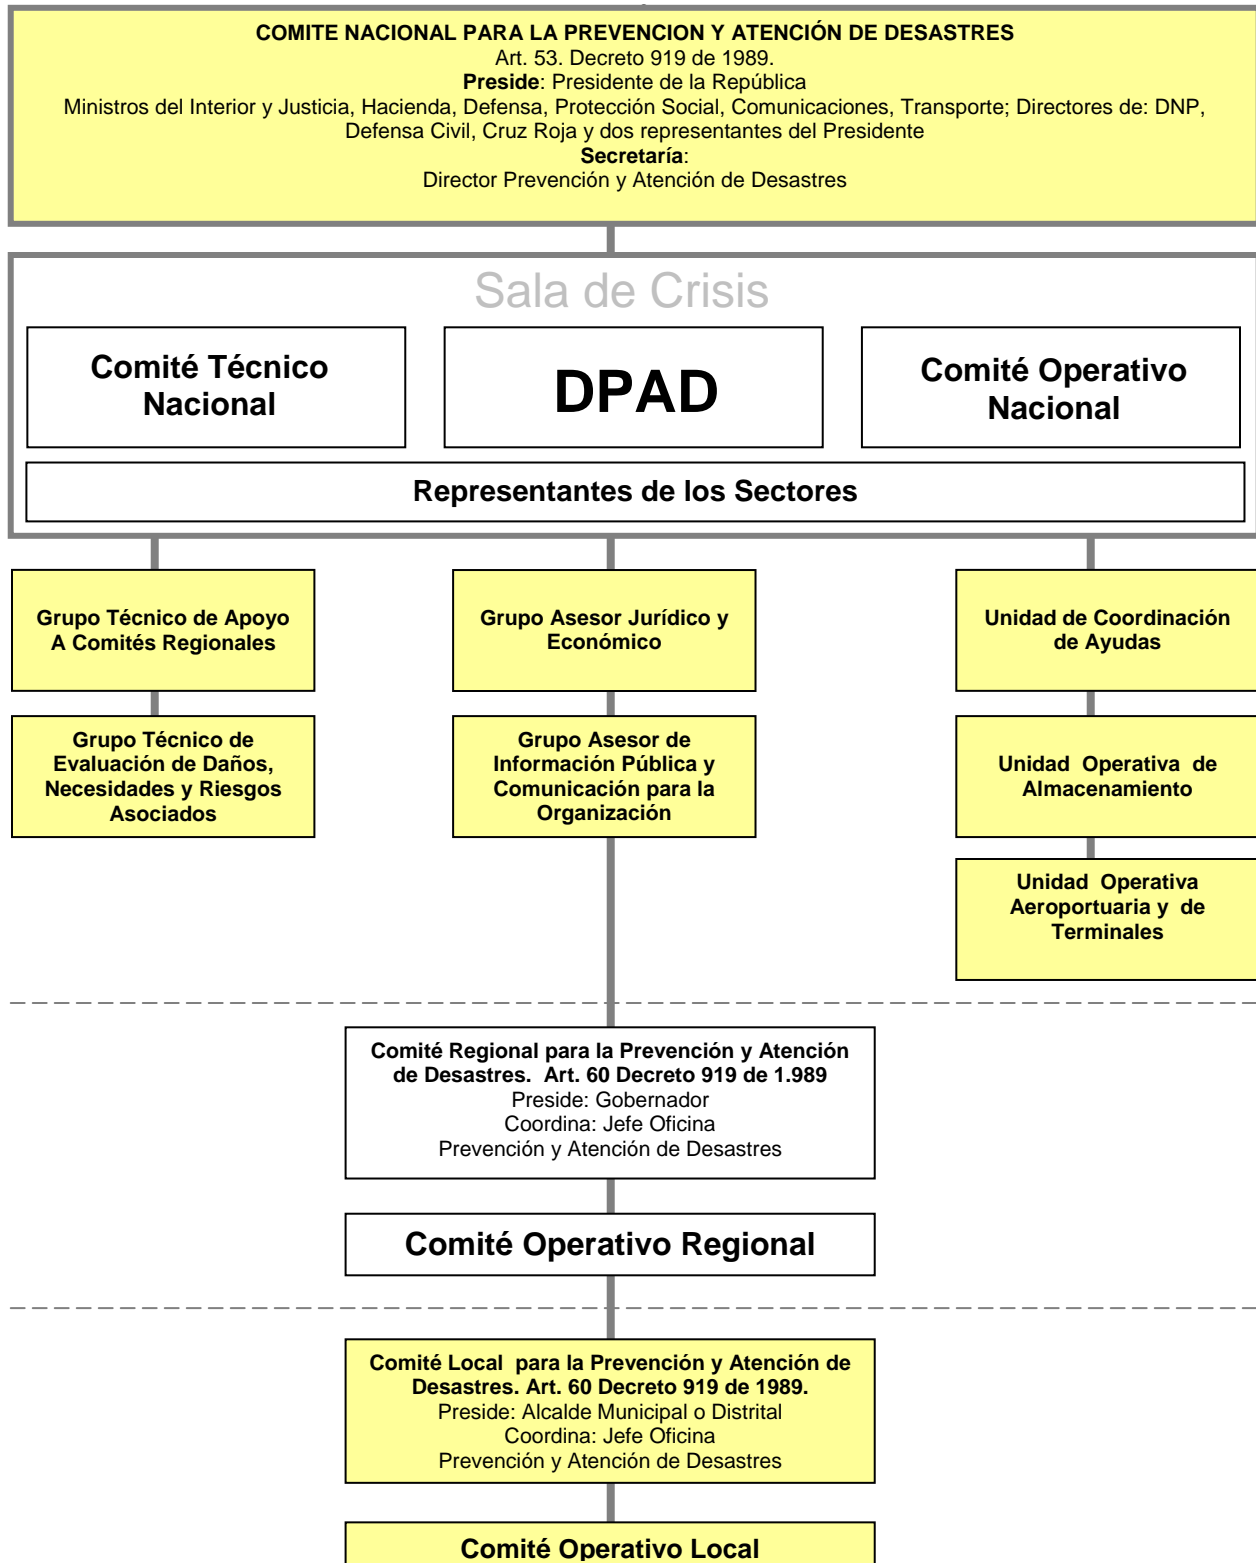 COMITE NACIONAL PARA LA PREVENCION Y ATENCIÓN DE DESASTRES
Art. 53. Decreto 919 de 1989.
Preside: Presidente de la República
Ministros del Interior y Justicia, Hacienda, Defensa, Protección Social, Comunicaciones, Transporte; Directores de: DNP,
Defensa Civil, Cruz Roja y dos representantes del Presidente
Secretaría:
Director Prevención y Atención de Desastres
Sala de Crisis
Comité Técnico
Nacional
DPAD
Comité Operativo
Nacional
Representantes de los Sectores
Grupo Técnico de Apoyo
A Comités Regionales
Grupo Asesor Jurídico y
Económico
Unidad de Coordinación
de Ayudas
Grupo Técnico de
Evaluación de Daños,
Necesidades y Riesgos
Asociados
Grupo Asesor de
Información Pública y
Comunicación para la
Organización
Unidad Operativa de
Almacenamiento
Unidad Operativa
Aeroportuaria y de
Terminales
Comité Regional para la Prevención y Atención
de Desastres. Art. 60 Decreto 919 de 1.989
Preside: Gobernador
Coordina: Jefe Oficina
Prevención y Atención de Desastres
Comité Operativo Regional
Comité Local para la Prevención y Atención de
Desastres. Art. 60 Decreto 919 de 1989.
Preside: Alcalde Municipal o Distrital
Coordina: Jefe Oficina
Prevención y Atención de Desastres
Comité Operativo Local